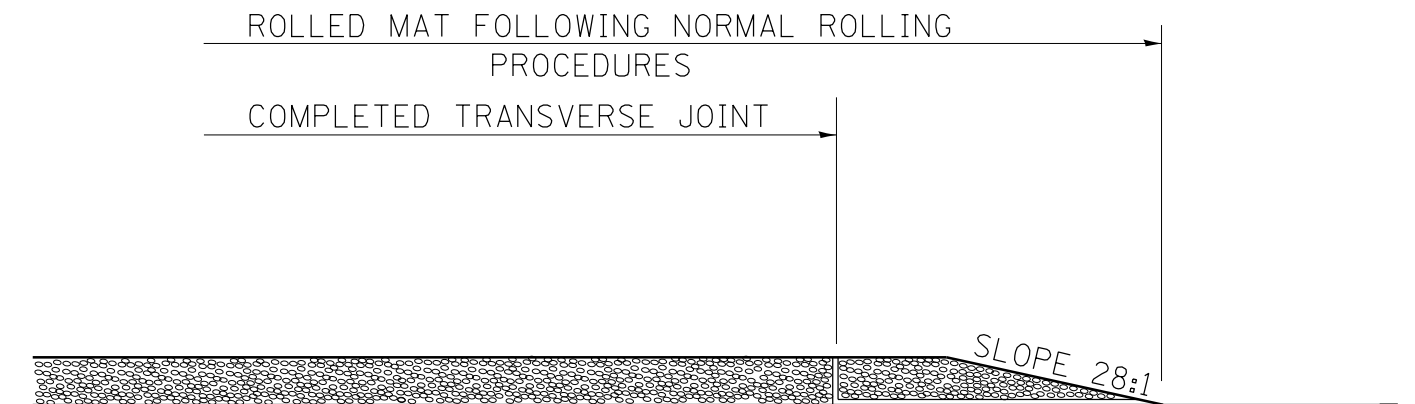 ROLLED MAT FOLLOWING NORMAL ROLLING
PROCEDURES
COMPLETED TRANSVERSE JOINT
SLOPE 28:1